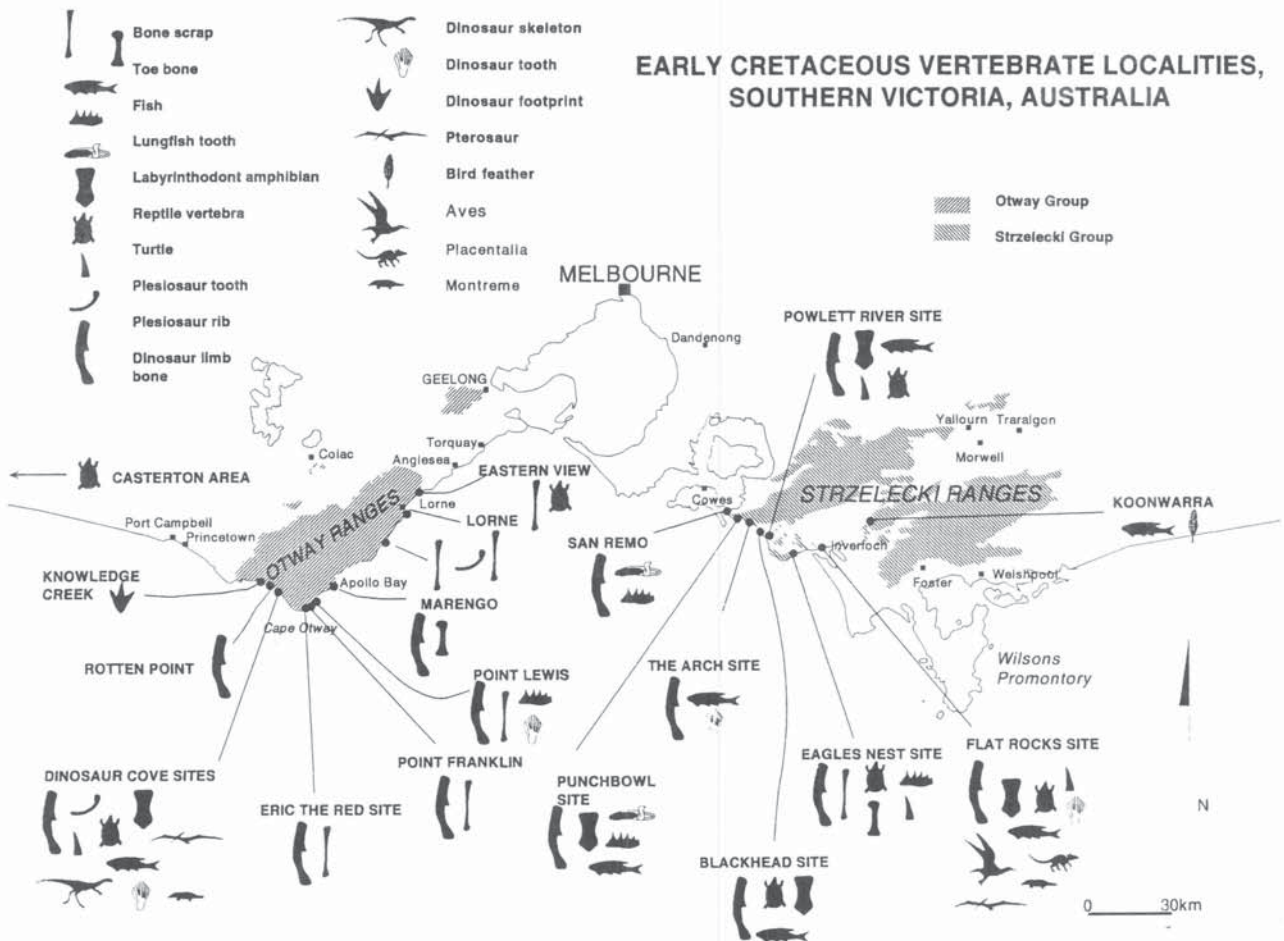 Bone scrap
Toe bone
Fish
Lungfish tooth
Labyrinthodont amphibian
Reptile vertebra
Turtle
Plesiosaur tooth
Plesiosaur rib
Dinosaur limb
bone
Dinosaur skeleton
Dinosaur tooth
Dinosaur footprint
Pterosaur
Bird feather
Aves
Placentalia
Montreme
EARLY CRETACEOUS VERTEBRATE LOCALITIES,
SOUTHERN VICTORIA, AUSTRALIA
Otway Group
Strzelecki Group
MELBOURNE
Dandenong
POWLETT RIVER SITE
GEELONG
Torquay
Anglesea
Colac
CASTERTON AREA
EASTERN VIEW
Lorne
LORNE
Port Campbell
Princetown
OTWAY RANGES
KNOWLEDGE
CREEK
Apollo Bay
MARENGO
Cape Otway
ROTTEN POINT
POINT LEWIS
POINT FRANKLIN
DINOSAUR COVE SITES
ERIC THE RED SITE
Yallourn
Traralgon
Morwell
Cowes
STRZELECKI RANGES
KOONWARRA
SAN REMO
Inverloch
Foster
Welshpool
Wilsons
Promontory
THE ARCH SITE
PUNCHBOWL
SITE
EAGLES NEST SITE
FLAT ROCKS SITE
BLACKHEAD SITE
N
0 30km